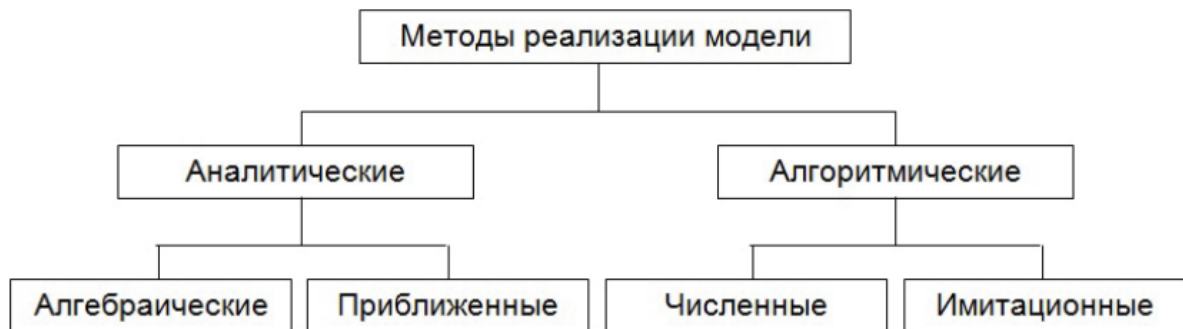 Методы реализации модели
Аналитические
Алгоритмические
Алгебраические
Приближенные
Численные
Имитационные